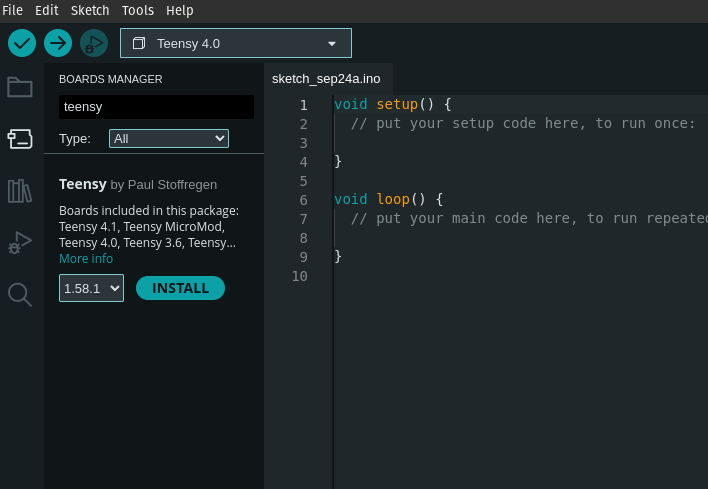 File Edit Sketch Tools Help
Teensy 4.0
BOARDS MANAGER
teensy
Type: All
Teensy by Paul Stoffregen
Boards included in this package:
Teensy 4.1, Teensy MicroMod,
Teensy 4.0, Teensy 3.6, Teensy...
More info
1.58.1 INSTALL
sketch_sep24a.ino
1 void setup() {
2 // put your setup code here, to run once:
3
4 }
5
6 void loop() {
7 // put your main code here, to run repeated
8
9 }
10